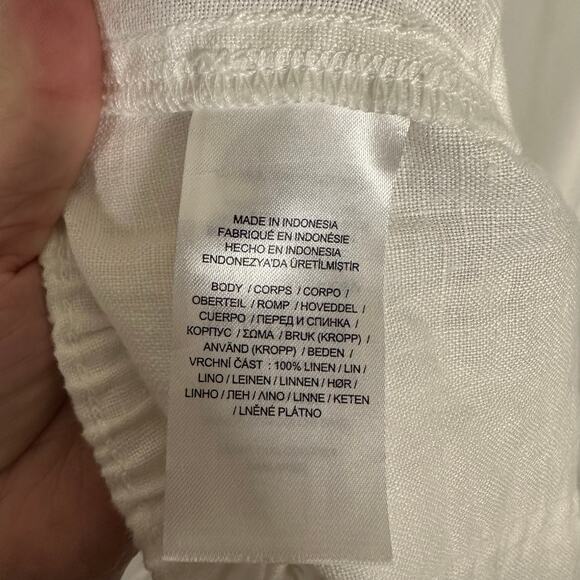 MADE IN INDONESIA
FABRIQUÉ EN INDONÉSIE
HECHO EN INDONESIA
ENDONEZYA'DA ÜRETİLMİŞTİR
BODY / CORPS / CORPO /
OBERTEIL / ROMP / HOVEDDEL /
CUERPO / ПЕРЕД И СПИНКА /
КОРПУС / ΣΩΜΑ / BRUK (KROPP) /
ANVÄND (KROPP) / BEDEN /
VRCHNÍ ČÁST : 100% LINEN / LIN /
LINO / LEINEN / LINNEN / HØR /
LINHO / ЛЕН / ΛΙΝΟ / LINNE / KETEN
/ LNĚNÉ PLÁTNO